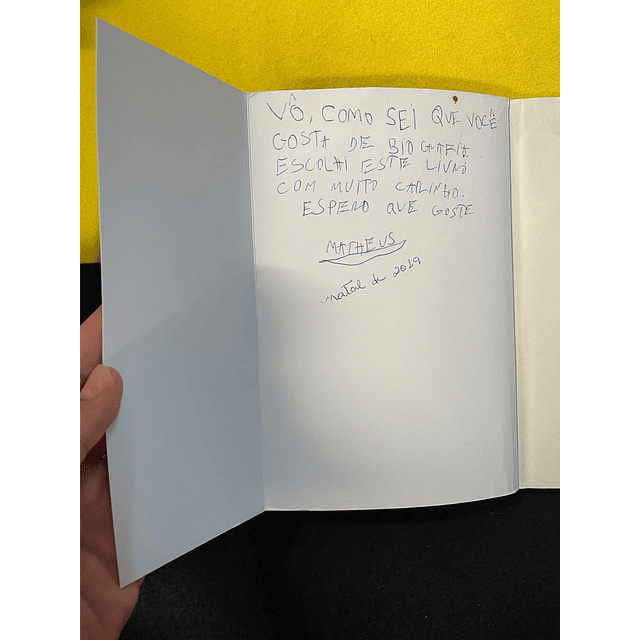 VÔ, COMO SEI QUE VOCÊ
GOSTA DE BIOGRAFIA
ESCOLHI ESTE LIVRO
COM MUITO CARINHO.
ESPERO QUE GOSTE
MATHEUS
natal de 2019